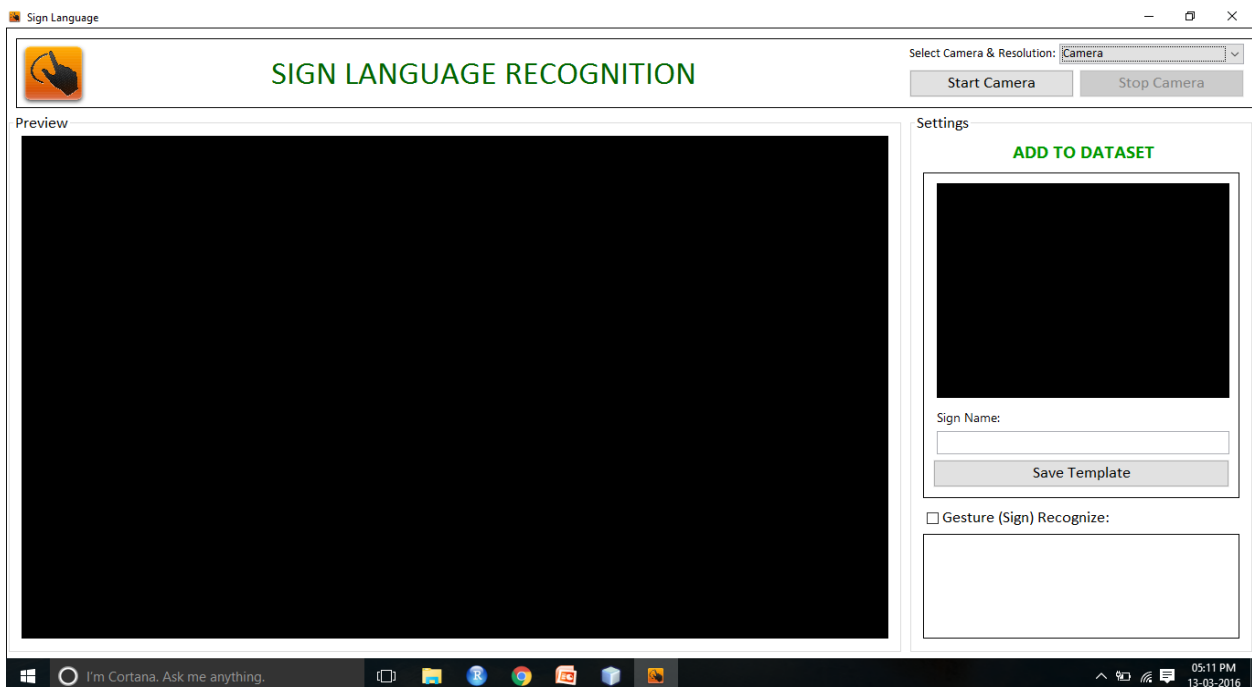 Sign Language
SIGN LANGUAGE RECOGNITION
Select Camera & Resolution: Camera
Start Camera
Stop Camera
Preview
Settings
ADD TO DATASET
Sign Name:
Save Template
Gesture (Sign) Recognize:
I'm Cortana. Ask me anything.
R
05:11 PM
13-03-2016